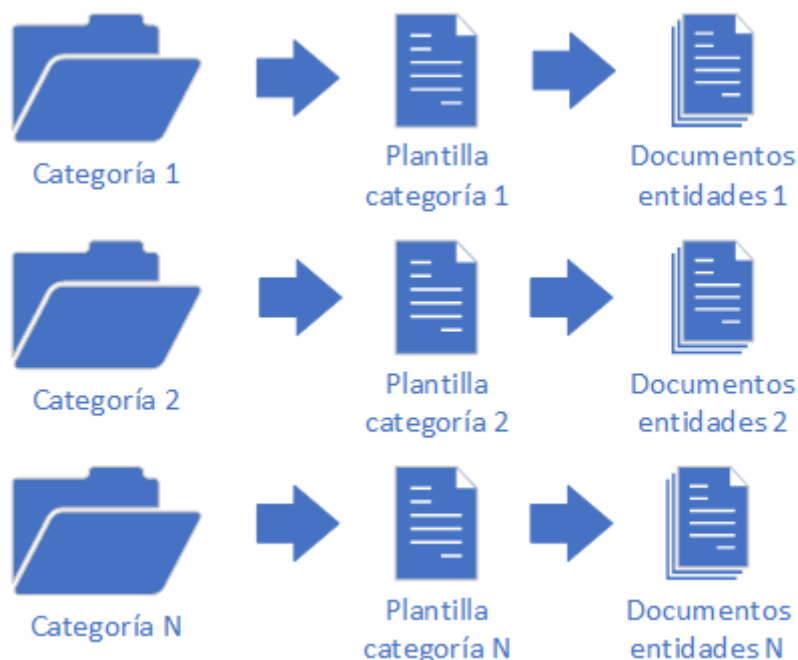 Categoría 1
Plantilla
categoría 1
Documentos
entidades 1
Categoría 2
Plantilla
categoría 2
Documentos
entidades 2
Categoría N
Plantilla
categoría N
Documentos
entidades N